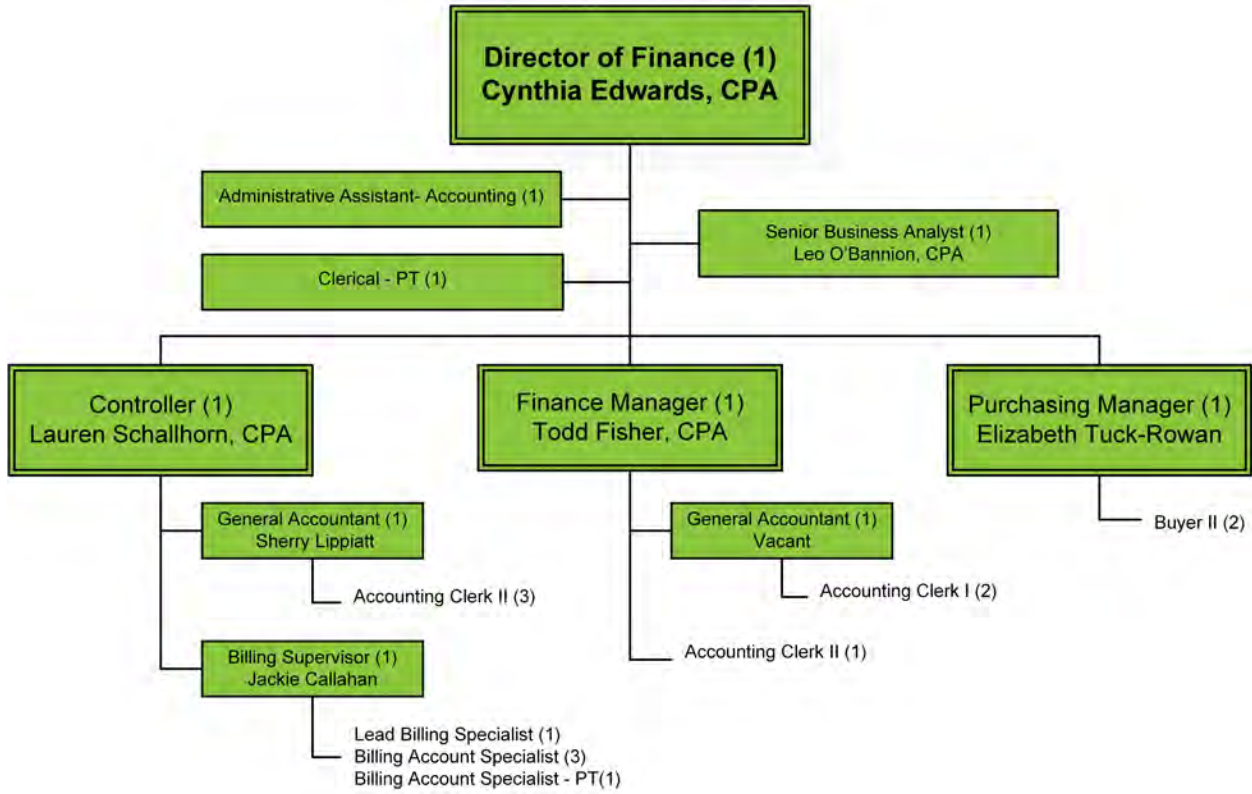 Director of Finance (1)
Cynthia Edwards, CPA
Administrative Assistant- Accounting (1)
Senior Business Analyst (1)
Leo O'Bannion, CPA
Clerical - PT (1)
Controller (1)
Lauren Schallhorn, CPA
Finance Manager (1)
Todd Fisher, CPA
Purchasing Manager (1)
Elizabeth Tuck-Rowan
General Accountant (1)
Sherry Lippiatt
General Accountant (1)
Vacant
Buyer II (2)
Accounting Clerk II (3)
Accounting Clerk I (2)
Billing Supervisor (1)
Jackie Callahan
Accounting Clerk II (1)
Lead Billing Specialist (1)
Billing Account Specialist (3)
Billing Account Specialist - PT(1)